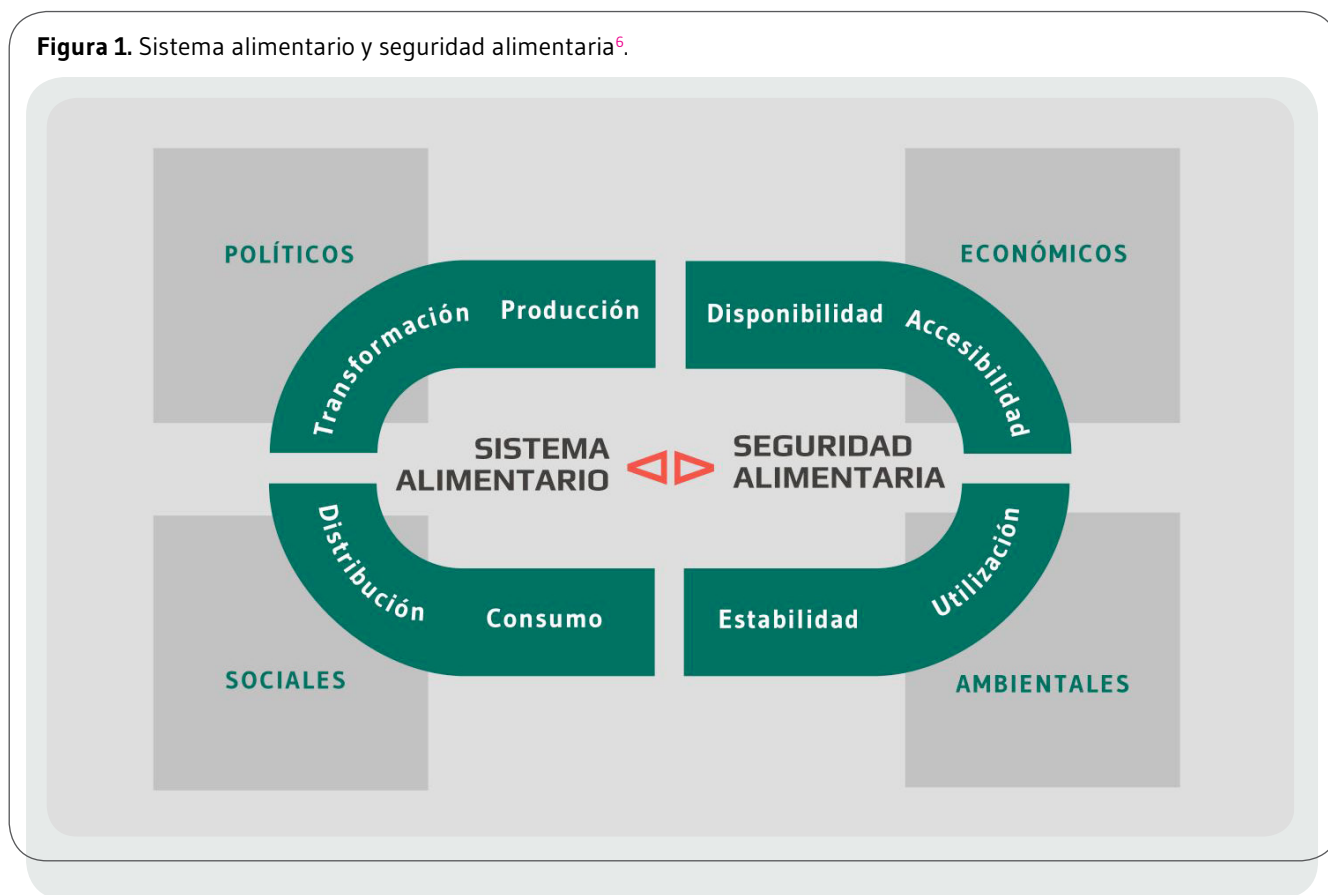 Figura 1. Sistema alimentario y seguridad alimentaria⁶.
POLÍTICOS
ECONÓMICOS
Transformación
Producción
Disponibilidad
Accesibilidad
SISTEMA
ALIMENTARIO
SEGURIDAD
ALIMENTARIA
Distribución
Consumo
Estabilidad
Utilización
SOCIALES
AMBIENTALES